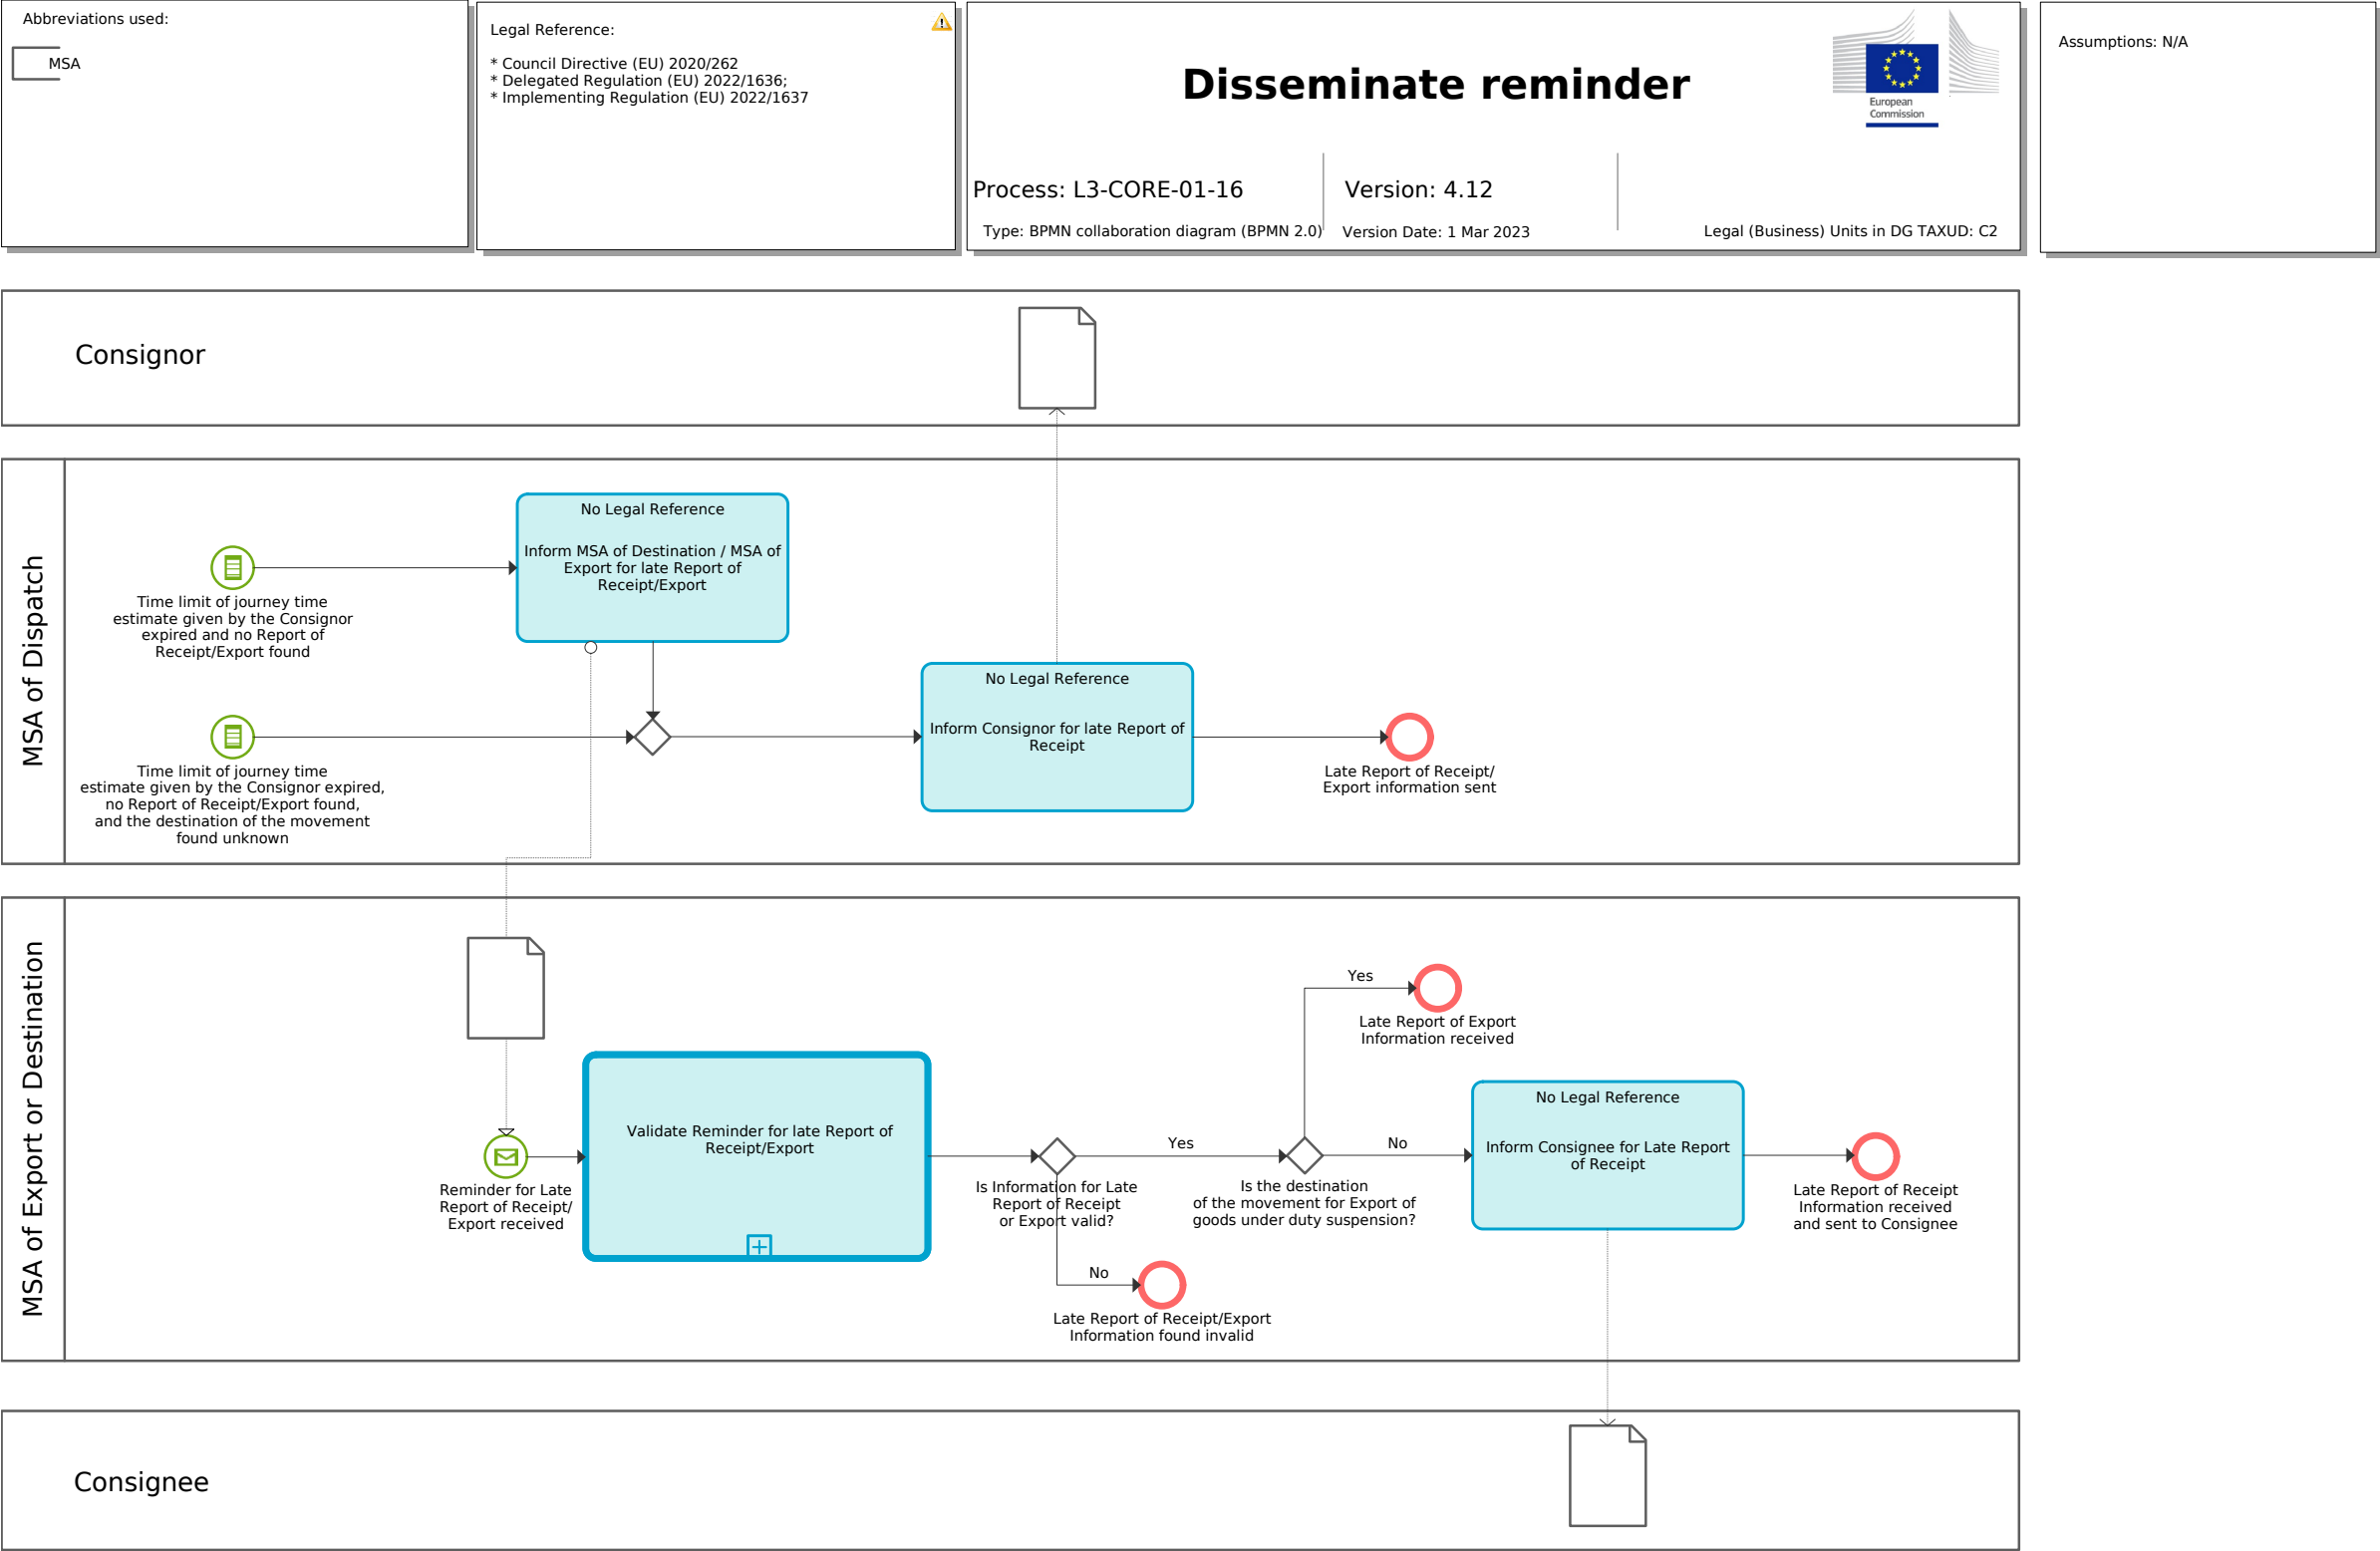 Abbreviations used:
MSA
Legal Reference:
* Council Directive (EU) 2020/262
* Delegated Regulation (EU) 2022/1636;
* Implementing Regulation (EU) 2022/1637
Disseminate reminder
European
Commission
Process: L3-CORE-01-16
Version: 4.12
Type: BPMN collaboration diagram (BPMN 2.0)
Version Date: 1 Mar 2023
Legal (Business) Units in DG TAXUD: C2
Assumptions: N/A
Consignor
MSA of Dispatch
No Legal Reference
Inform MSA of Destination / MSA of
Export for late Report of
Receipt/Export
Time limit of journey time
estimate given by the Consignor
expired and no Report of
Receipt/Export found
No Legal Reference
Inform Consignor for late Report of
Receipt
Time limit of journey time
estimate given by the Consignor expired,
no Report of Receipt/Export found,
and the destination of the movement
found unknown
Late Report of Receipt/
Export information sent
MSA of Export or Destination
Yes
Late Report of Export
Information received
Validate Reminder for late Report of
Receipt/Export
Reminder for Late
Report of Receipt/
Export received
Is Information for Late
Report of Receipt
or Export valid?
Yes
Is the destination
of the movement for Export of
goods under duty suspension?
No
No Legal Reference
Inform Consignee for Late Report
of Receipt
Late Report of Receipt
Information received
and sent to Consignee
No
Late Report of Receipt/Export
Information found invalid
Consignee